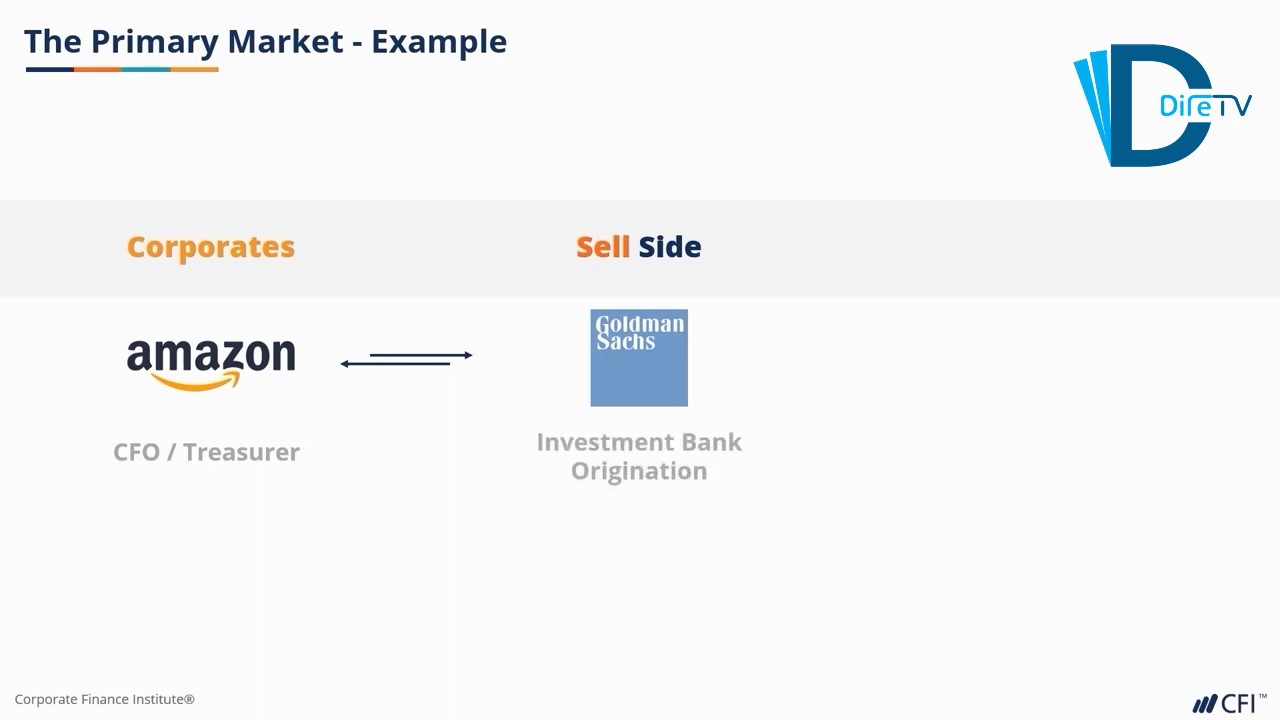 The Primary Market - Example
DireTV
Corporates
Sell Side
amazon
Goldman
Sachs
CFO / Treasurer
Investment Bank
Origination
Corporate Finance Institute®
CFI™